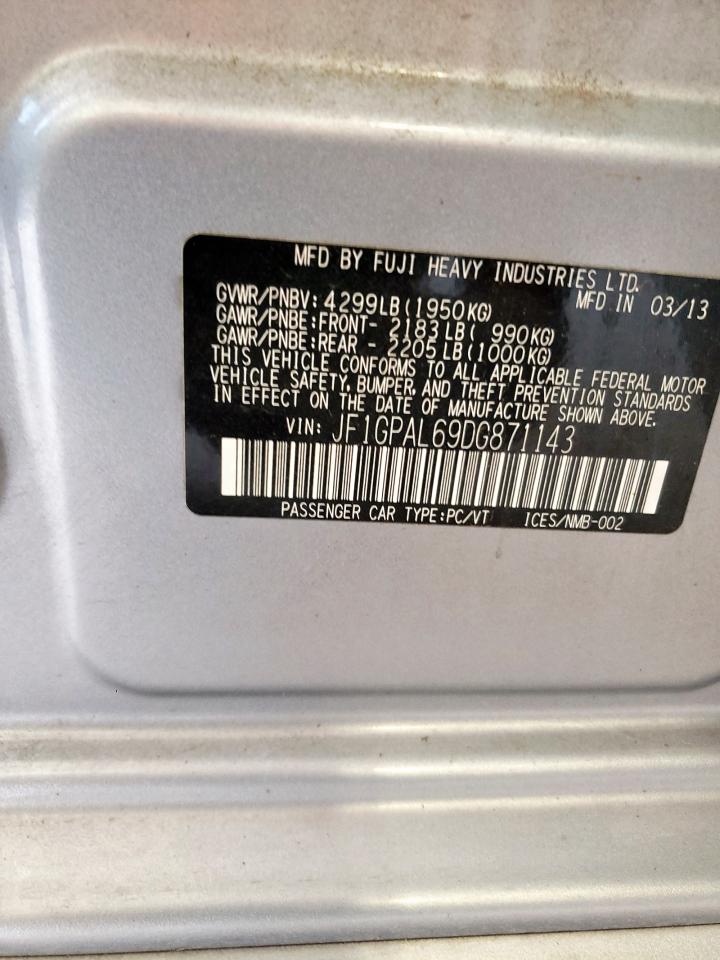 MFD BY FUJI HEAVY INDUSTRIES LTD.
MFD IN 03/13
GVWR/PNBV: 4299LB(1950KG)
GAWR/PNBE:FRONT- 2183LB( 990KG)
GAWR/PNBE:REAR - 2205LB(1000KG)
THIS VEHICLE CONFORMS TO ALL APPLICABLE FEDERAL MOTOR
VEHICLE SAFETY, BUMPER, AND THEFT PREVENTION STANDARDS
IN EFFECT ON THE DATE OF MANUFACTURE SHOWN ABOVE.
VIN: JF1GPAL69DG871143
PASSENGER CAR TYPE:PC/VT ICES/NMB-002